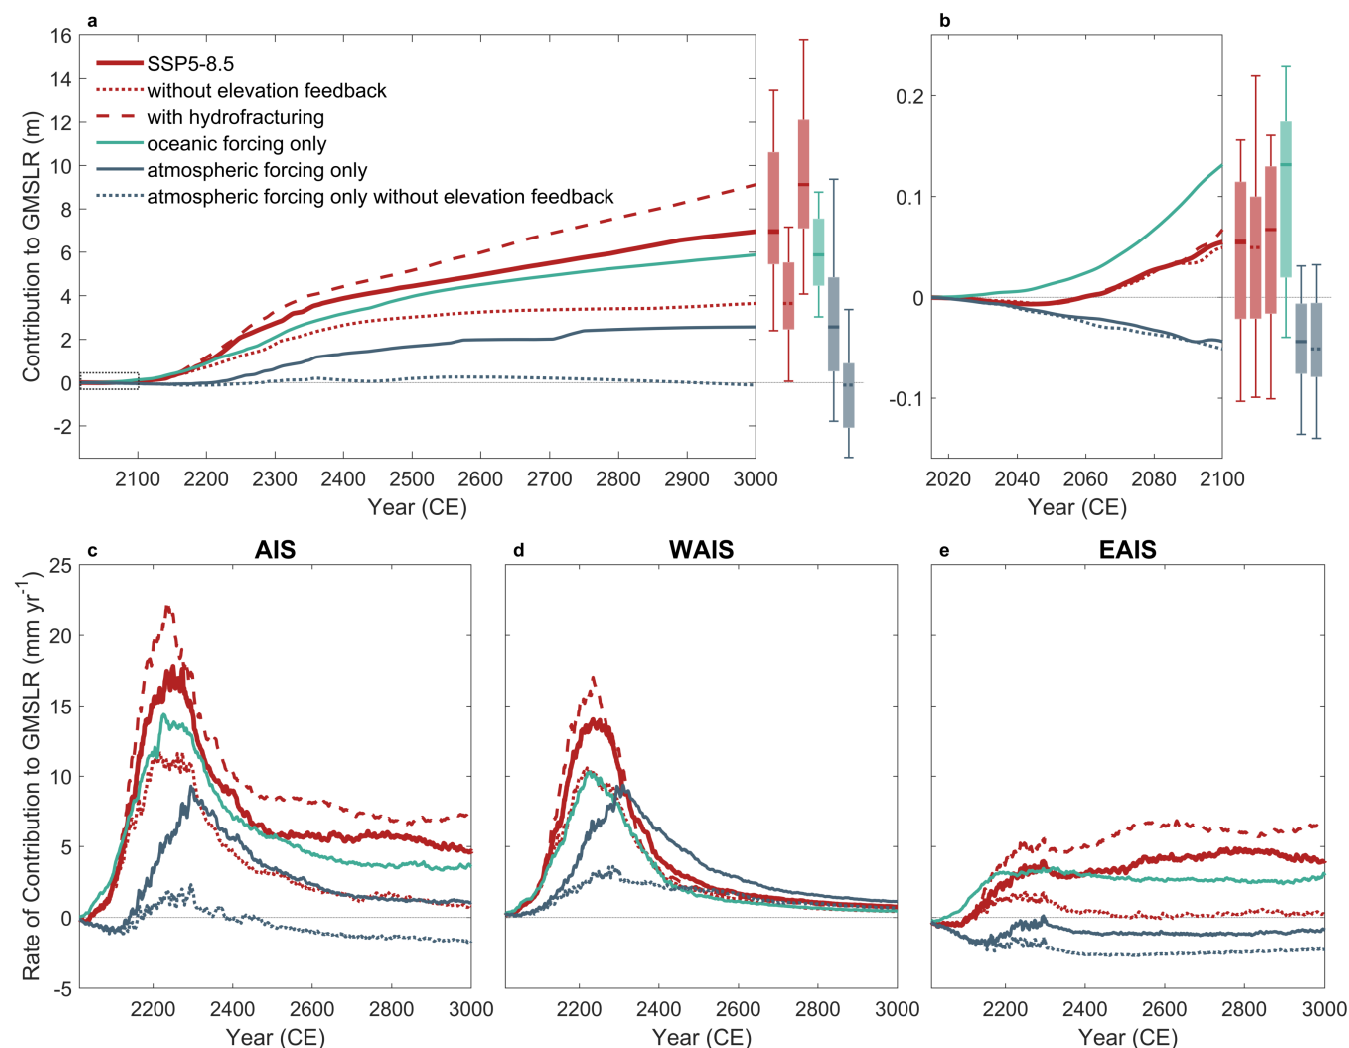 a
b
16
14
12
10
8
6
4
2
0
-2
Contribution to GMSLR (m)
SSP5-8.5
without elevation feedback
with hydrofracturing
oceanic forcing only
atmospheric forcing only
atmospheric forcing only without elevation feedback
2100 2200 2300 2400 2500 2600 2700 2800 2900 3000
Year (CE)
0.2
0.1
0
-0.1
2020 2040 2060 2080 2100
Year (CE)
c AIS
d WAIS
e EAIS
25
20
15
10
5
0
-5
Rate of Contribution to GMSLR (mm yr⁻¹)
2200 2400 2600 2800 3000
Year (CE)
2200 2400 2600 2800 3000
Year (CE)
2200 2400 2600 2800 3000
Year (CE)